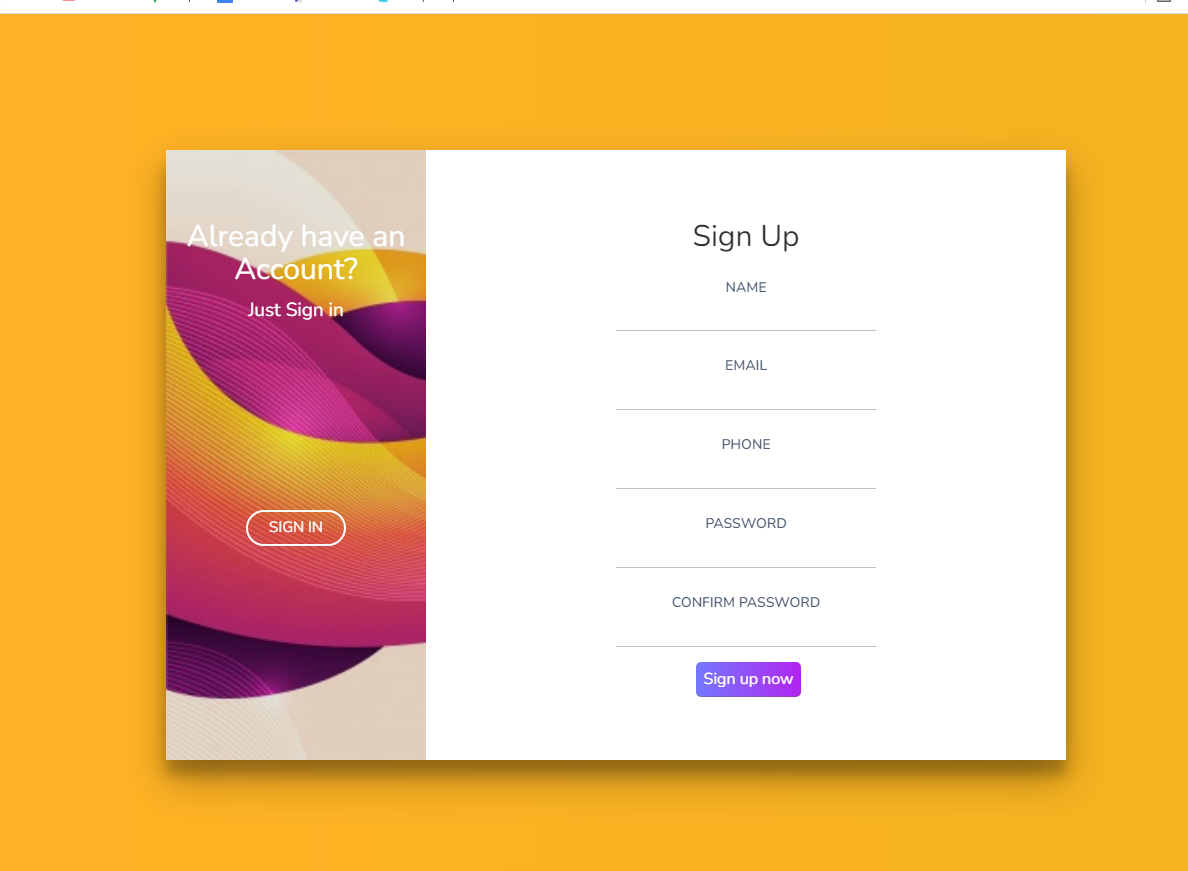 Already have an
Account?
Just Sign in
SIGN IN
Sign Up
NAME
EMAIL
PHONE
PASSWORD
CONFIRM PASSWORD
Sign up now